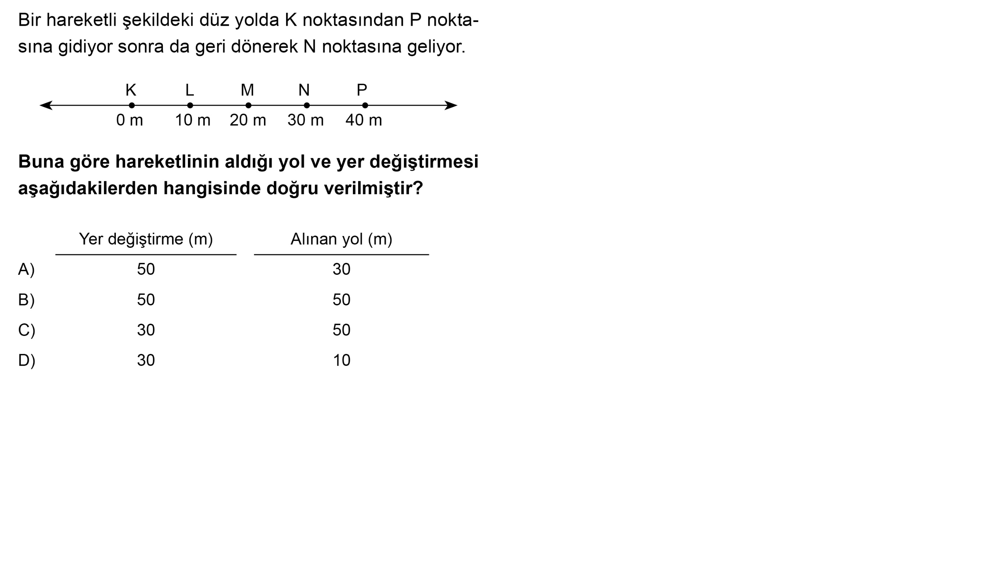 Bir hareketli şekildeki düz yolda K noktasından P nokta-
sına gidiyor sonra da geri dönerek N noktasına geliyor.
K L M N P
0 m 10 m 20 m 30 m 40 m
Buna göre hareketlinin aldığı yol ve yer değiştirmesi
aşağıdakilerden hangisinde doğru verilmiştir?
Yer değiştirme (m) Alınan yol (m)
A) 50 30
B) 50 50
C) 30 50
D) 30 10